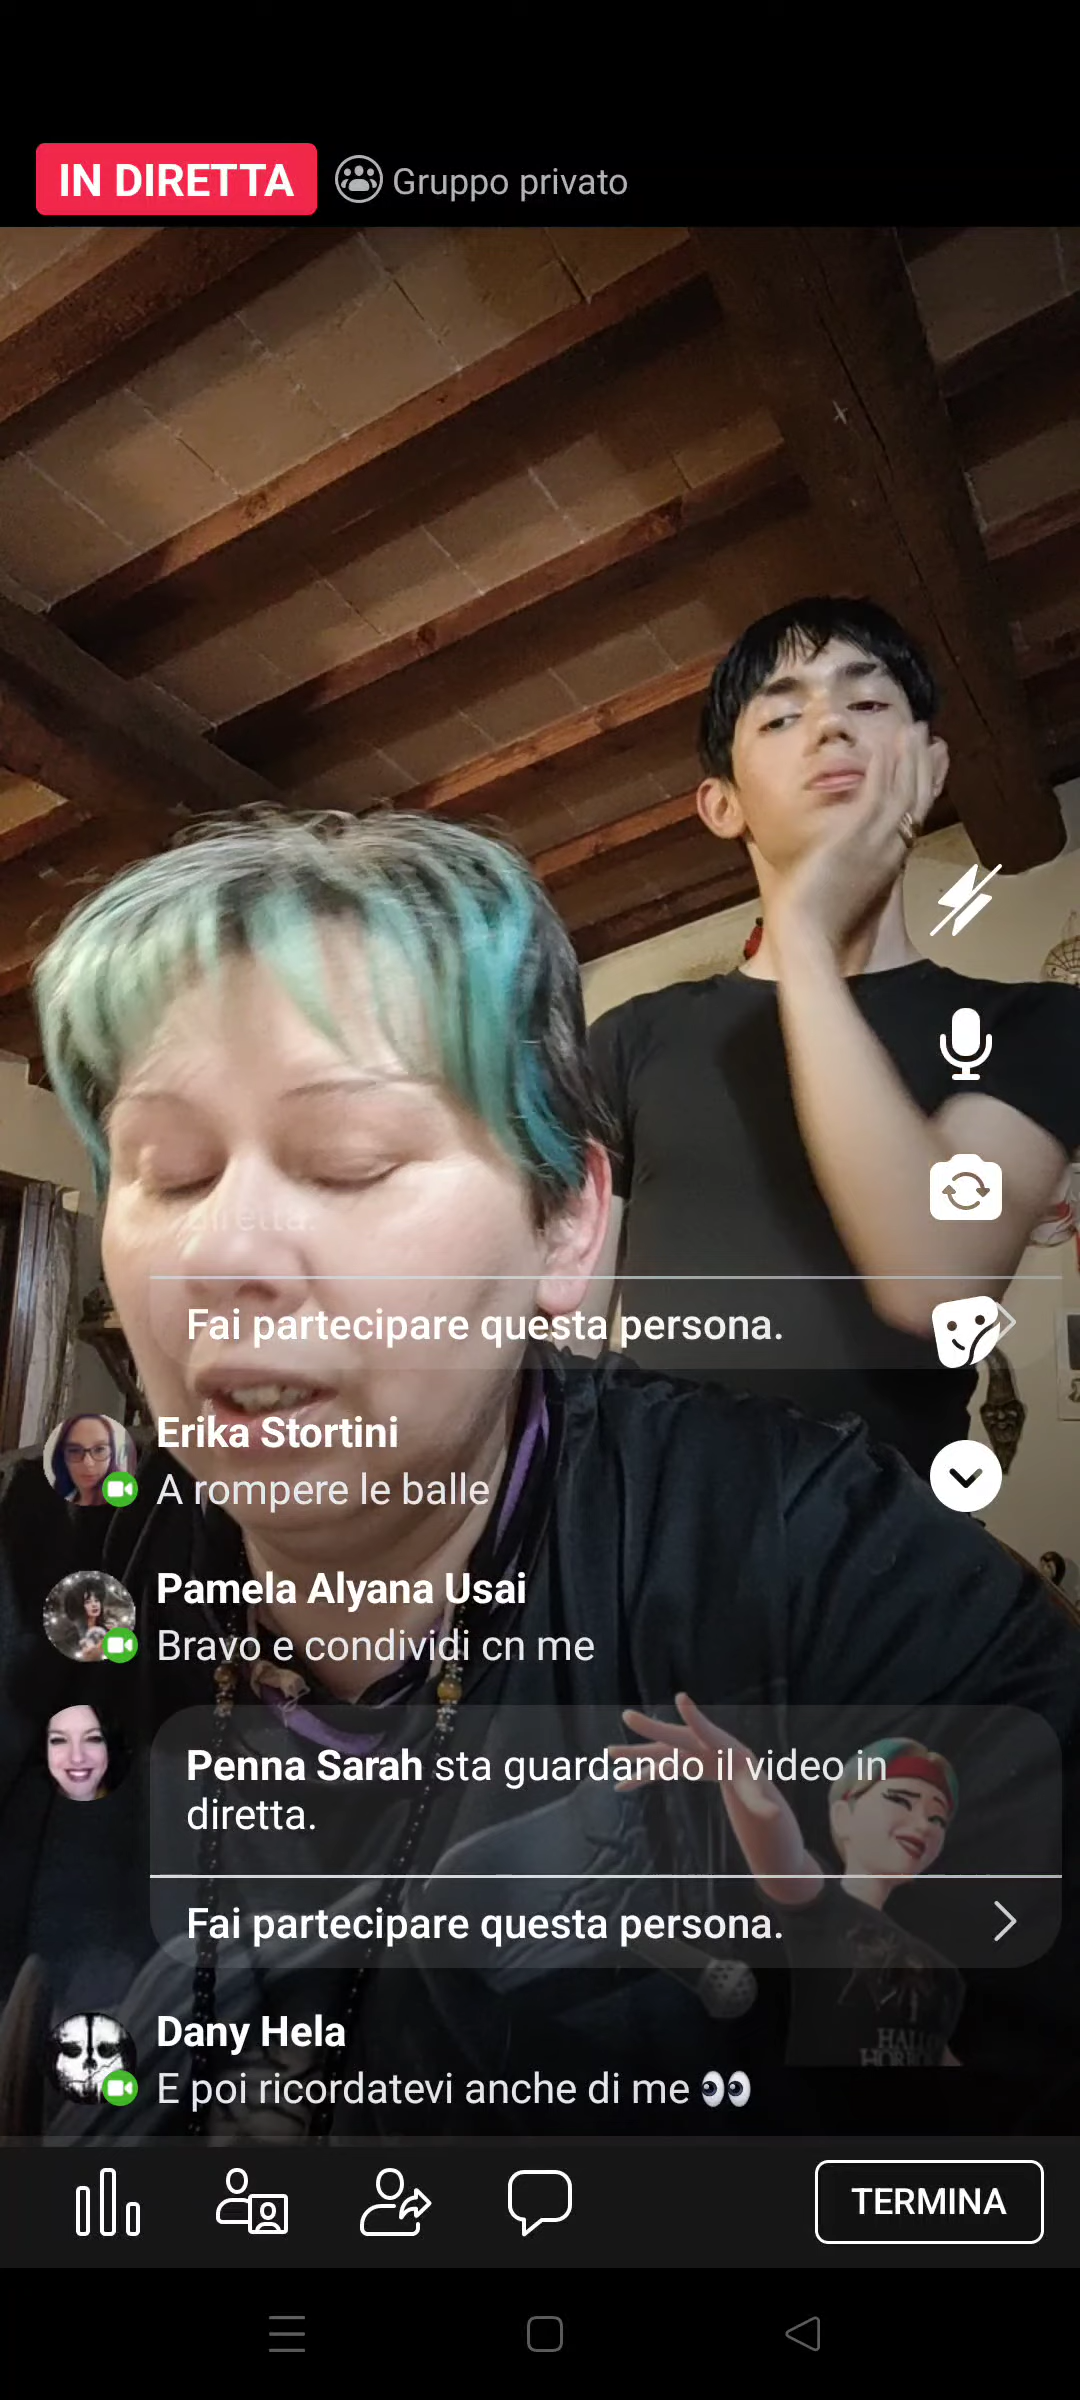 IN DIRETTA
Gruppo privato
diretta.
Fai partecipare questa persona.
Erika Stortini
A rompere le balle
Pamela Alyana Usai
Bravo e condividi cn me
Penna Sarah sta guardando il video in
diretta.
Fai partecipare questa persona.
Dany Hela
E poi ricordatevi anche di me 👀
TERMINA